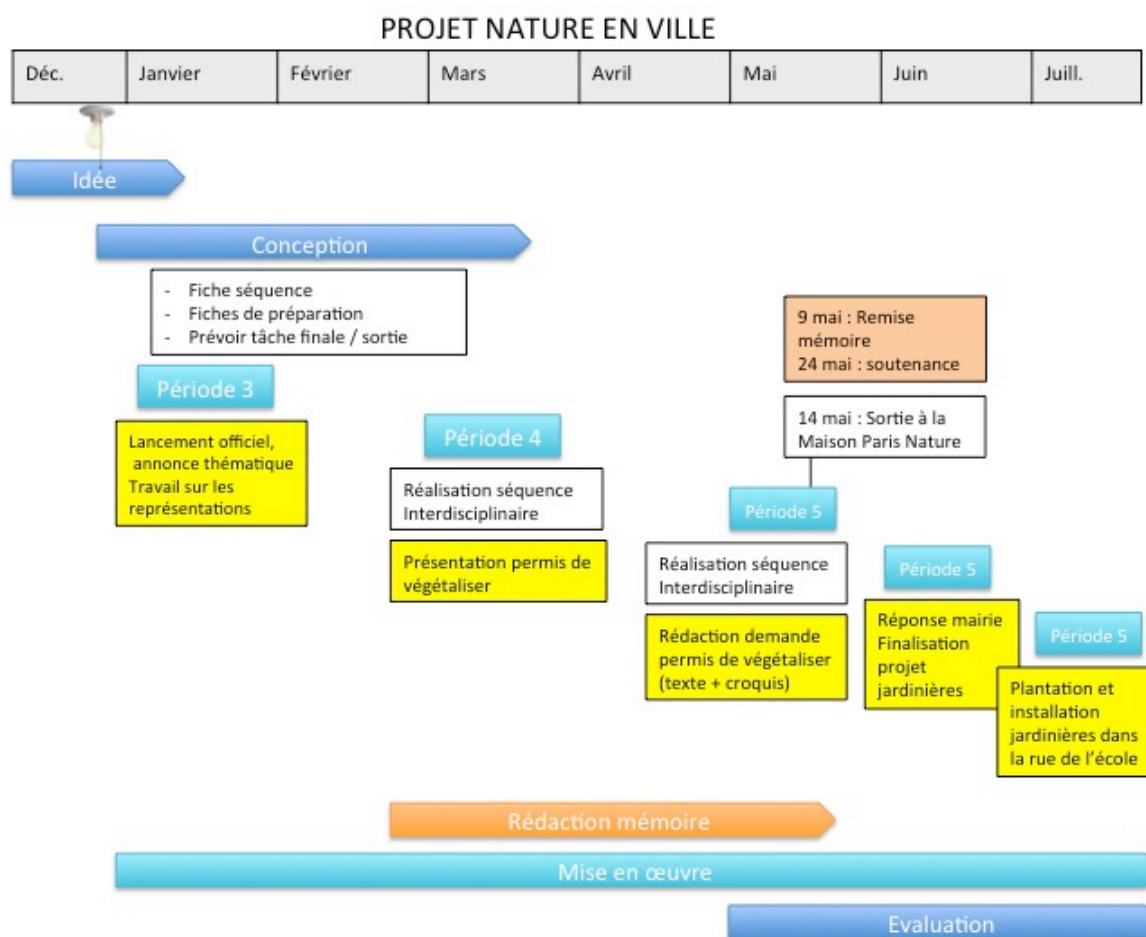 PROJET NATURE EN VILLE
Déc.
Janvier
Février
Mars
Avril
Mai
Juin
Juill.
Idée
Conception
- Fiche séquence
- Fiches de préparation
- Prévoir tâche finale / sortie
9 mai : Remise
mémoire
24 mai : soutenance
Période 3
Lancement officiel,
annonce thématique
Travail sur les
représentations
Période 4
14 mai : Sortie à la
Maison Paris Nature
Réalisation séquence
Interdisciplinaire
Présentation permis de
végétaliser
Période 5
Réalisation séquence
Interdisciplinaire
Rédaction demande
permis de végétaliser
(texte + croquis)
Période 5
Réponse mairie
Finalisation
projet
jardinières
Période 5
Plantation et
installation
jardinières dans
la rue de l’école
Rédaction mémoire
Mise en œuvre
Evaluation